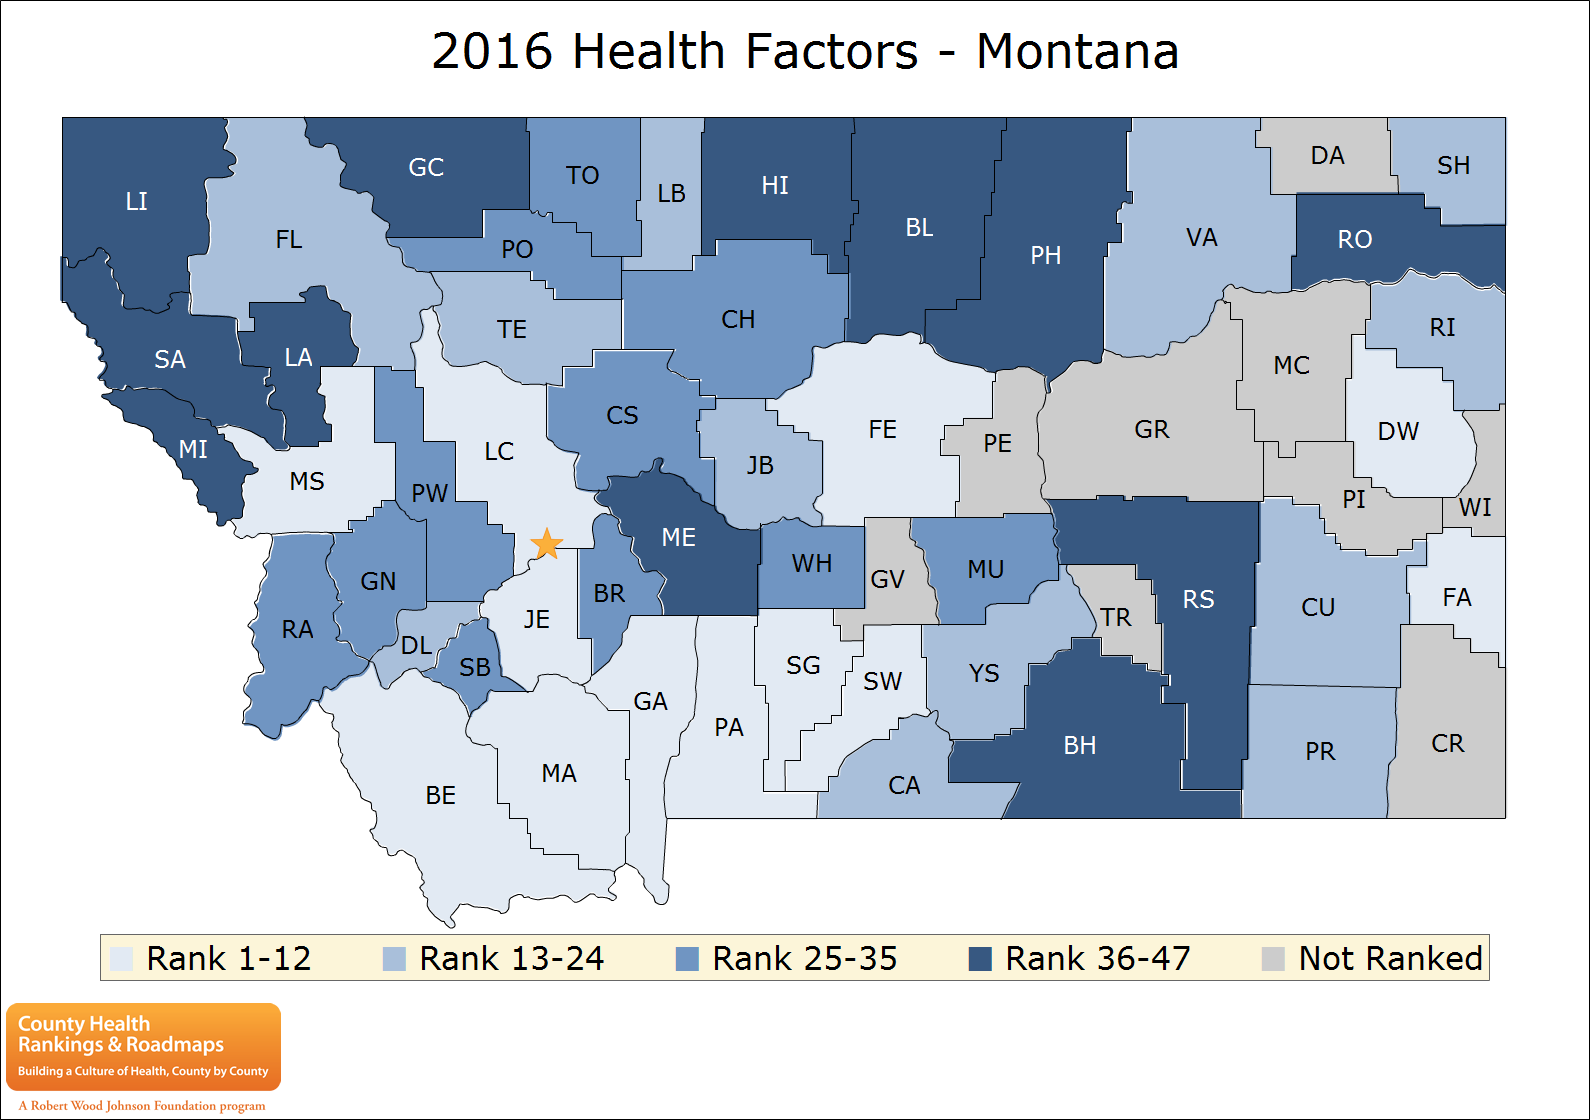 2016 Health Factors - Montana
LI
GC
TO
LB
HI
BL
PH
VA
DA
SH
FL
PO
RO
SA
LA
TE
CH
MC
RI
MI
MS
LC
CS
JB
FE
PE
GR
DW
PW
PI
WI
ME
WH
GV
MU
RA
GN
BR
JE
TR
RS
CU
FA
DL
SB
SG
SW
YS
GA
PA
BH
PR
CR
BE
MA
CA
Rank 1-12 Rank 13-24 Rank 25-35 Rank 36-47 Not Ranked
County Health
Rankings & Roadmaps
Building a Culture of Health, County by County
A Robert Wood Johnson Foundation program